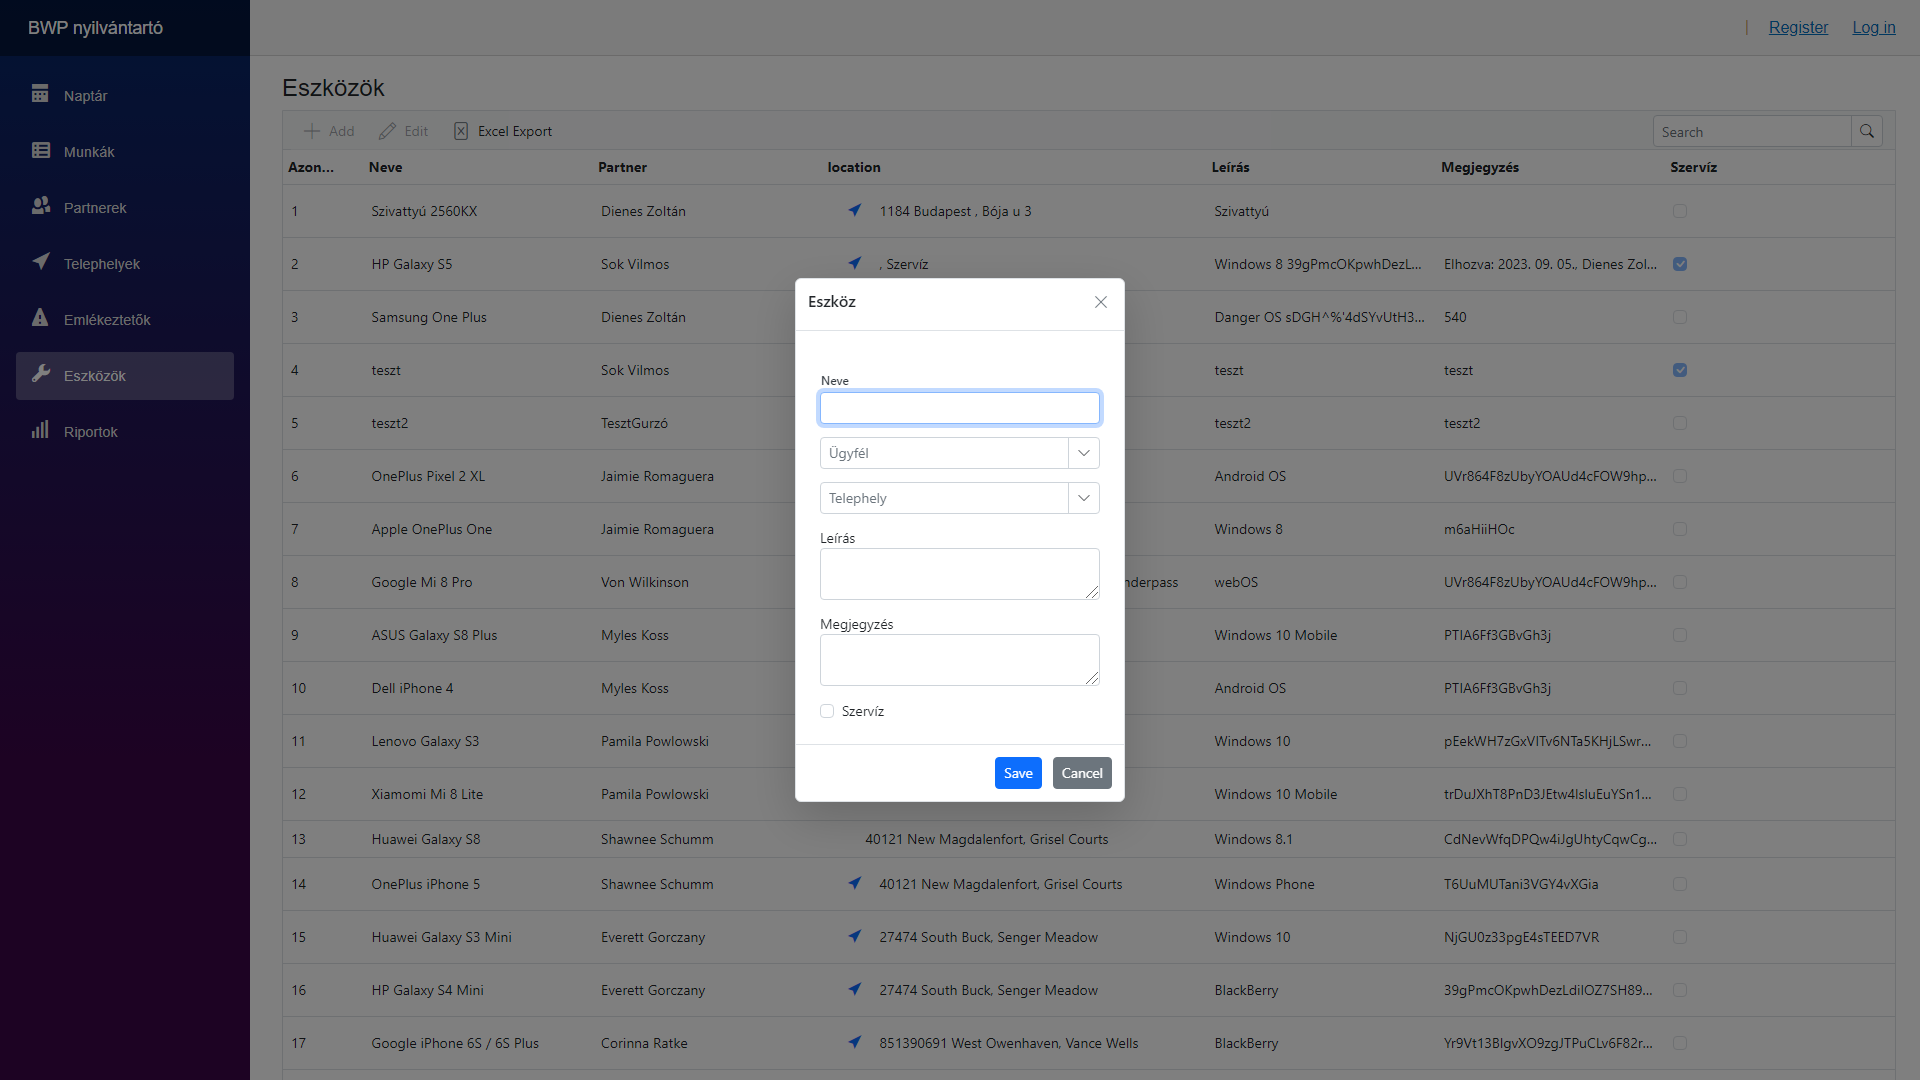 BWP nyilvántartó
Register Log in
Naptár
Munkák
Partnerek
Telephelyek
Emlékeztetők
Eszközök
Riportok
Eszközök
Add Edit Excel Export Search
Azon... Neve Partner location Leírás Megjegyzés Szervíz
1 Szivattyú 2560KX Dienes Zoltán 1184 Budapest , Bója u 3 Szivattyú
2 HP Galaxy S5 Sok Vilmos , Szervíz Windows 8 39gPmcOKpwhDezL... Elhozva: 2023. 09. 05., Dienes Zol...
3 Samsung One Plus Dienes Zoltán Danger OS sDGH^%'4dSYvUtH3... 540
4 teszt Sok Vilmos teszt teszt
5 teszt2 TesztGurzó teszt2 teszt2
6 OnePlus Pixel 2 XL Jaimie Romaguera Android OS UVr864F8zUbyYOAUd4cFOW9hp...
7 Apple OnePlus One Jaimie Romaguera Windows 8 m6aHiiHOc
8 Google Mi 8 Pro Von Wilkinson nderpass webOS UVr864F8zUbyYOAUd4cFOW9hp...
9 ASUS Galaxy S8 Plus Myles Koss Windows 10 Mobile PTIA6Ff3GBvGh3j
10 Dell iPhone 4 Myles Koss Android OS PTIA6Ff3GBvGh3j
11 Lenovo Galaxy S3 Pamila Powlowski Windows 10 pEekWH7zGxVITv6NTa5KHjLSwr...
12 Xiamomi Mi 8 Lite Pamila Powlowski Windows 10 Mobile trDuJXhT8PnD3JEtw4IsluEuYSn1...
13 Huawei Galaxy S8 Shawnee Schumm 40121 New Magdalenfort, Grisel Courts Windows 8.1 CdNevWfqDPQw4iJgUhtyCqwCg...
14 OnePlus iPhone 5 Shawnee Schumm 40121 New Magdalenfort, Grisel Courts Windows Phone T6UuMUTani3VGY4vXGia
15 Huawei Galaxy S3 Mini Everett Gorczany 27474 South Buck, Senger Meadow Windows 10 NjGU0z33pgE4sTEED7VR
16 HP Galaxy S4 Mini Everett Gorczany 27474 South Buck, Senger Meadow BlackBerry 39gPmcOKpwhDezLdilOZ7SH89...
17 Google iPhone 6S / 6S Plus Corinna Ratke 851390691 West Owenhaven, Vance Wells BlackBerry Yr9Vt13BIgvXO9zgJTPuCLv6F82r...
Eszköz
Neve
Ügyfél
Telephely
Leírás
Megjegyzés
Szervíz
Save Cancel